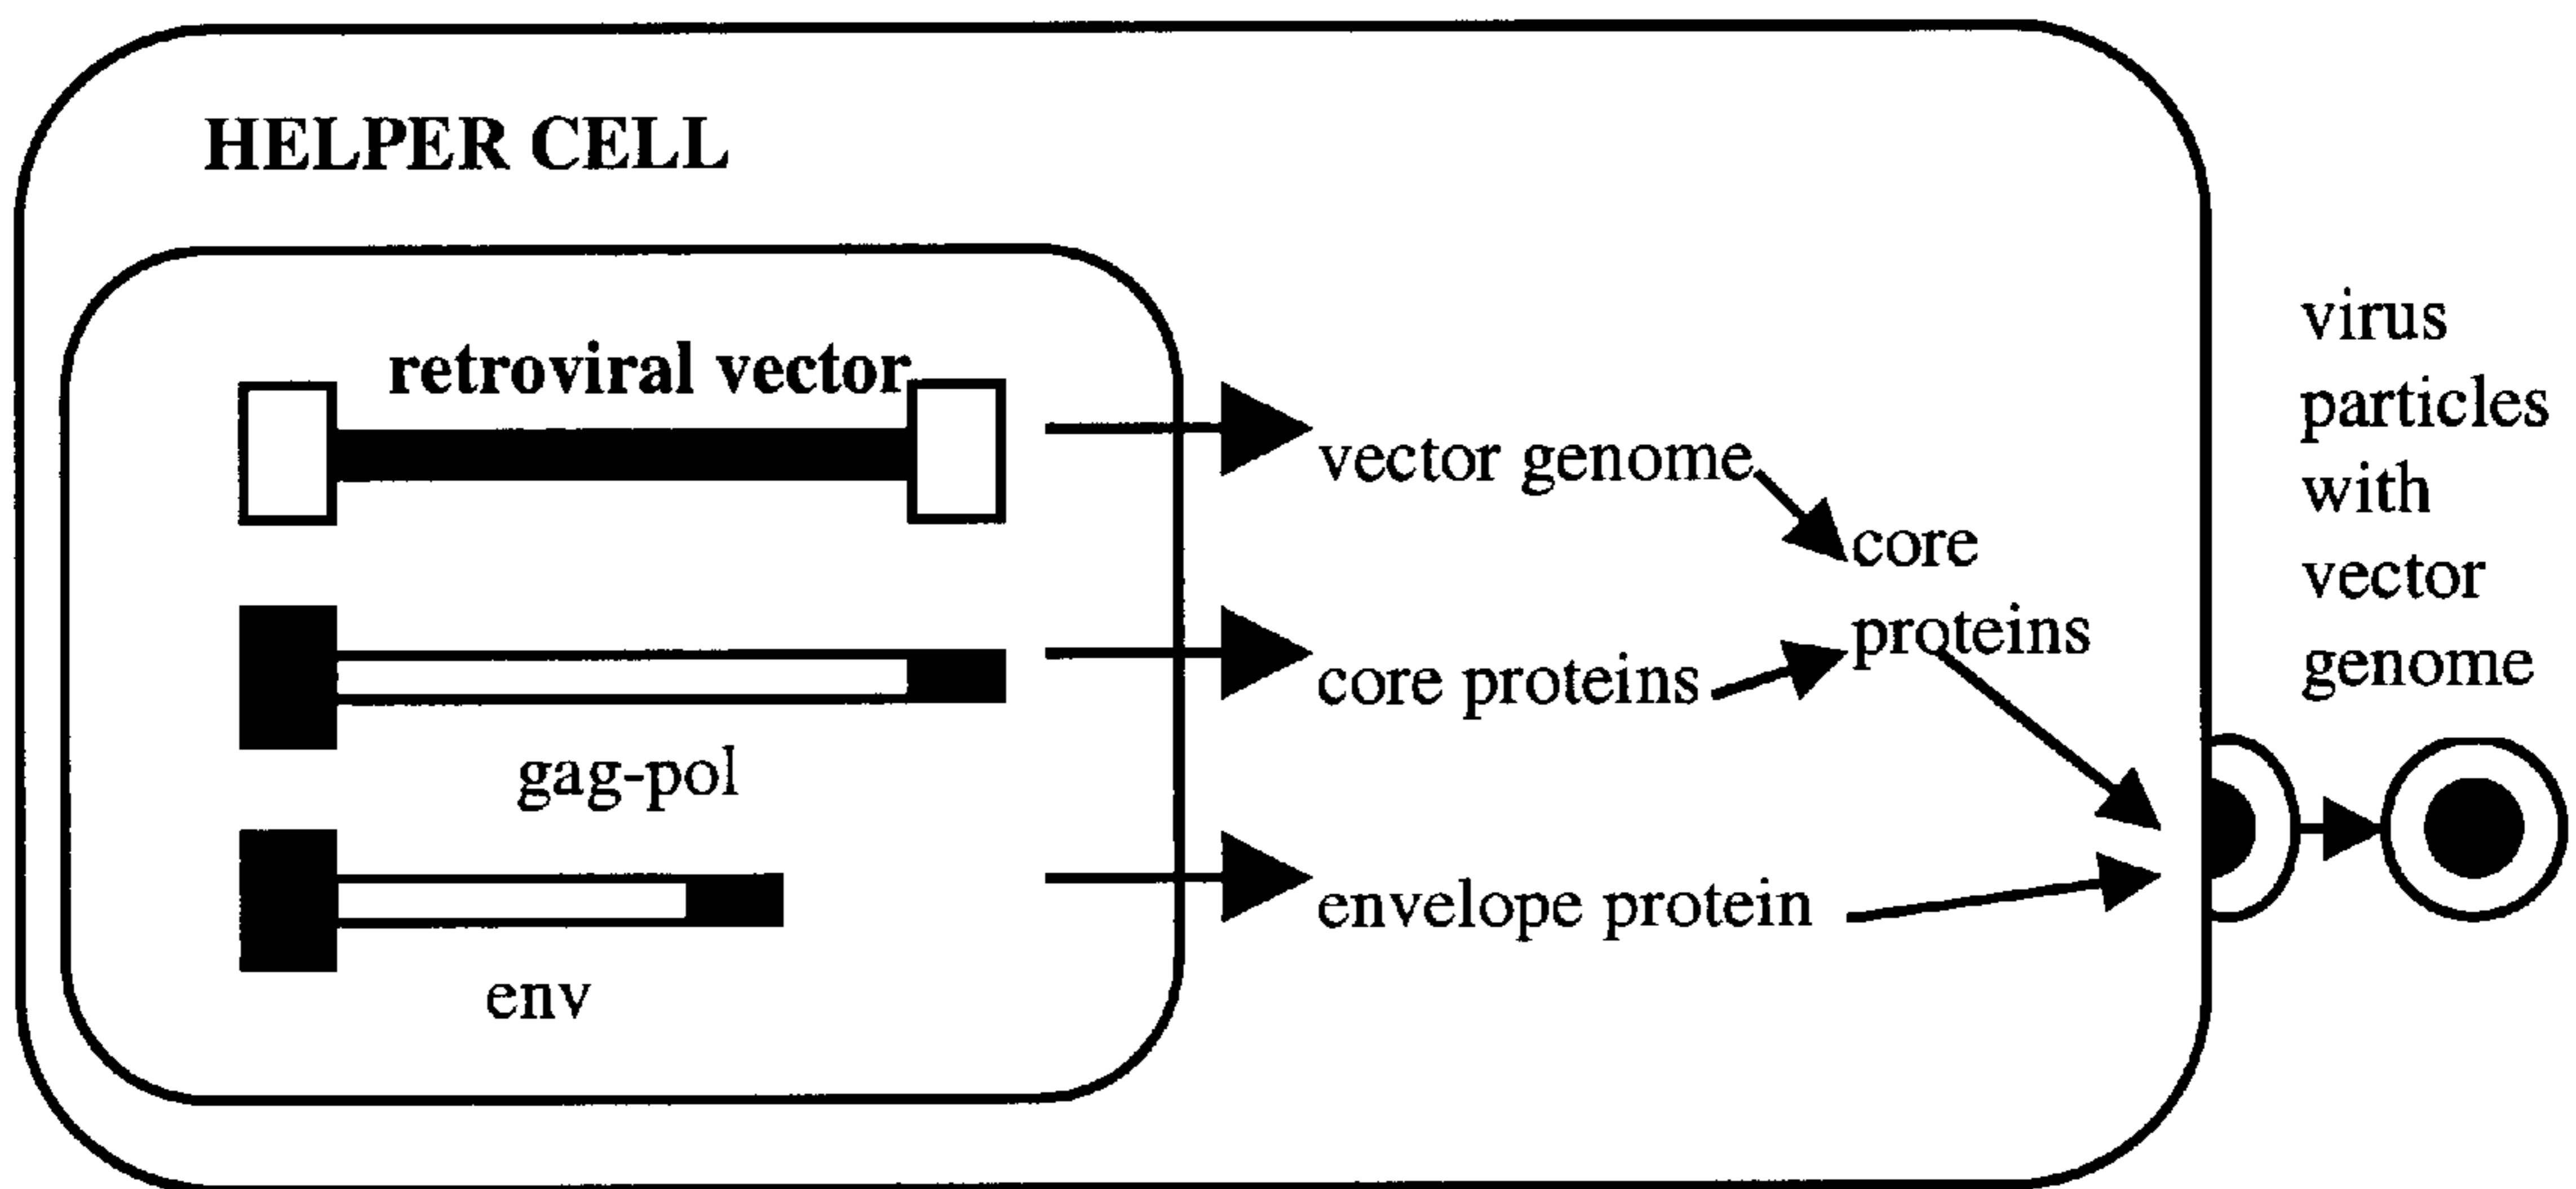 HELPER CELL
retroviral vector
gag-pol
env
vector genome
core proteins
envelope protein
core
proteins
virus
particles
with
vector
genome